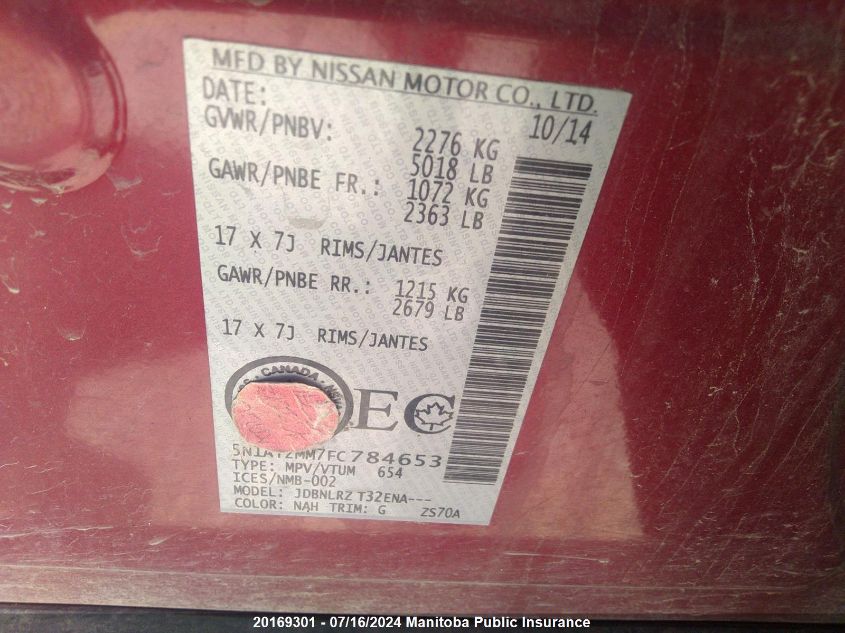 MFD BY NISSAN MOTOR CO., LTD.
DATE: 10/14
GVWR/PNBV: 2276 KG
5018 LB
GAWR/PNBE FR.: 1072 KG
2363 LB
17 X 7J RIMS/JANTES
GAWR/PNBE RR.: 1215 KG
2679 LB
17 X 7J RIMS/JANTES
CANADA
EC
784653
TYPE: MPV/VTUM 654
ICES/NMB-002
MODEL: JDBNLRZ T32ENA---
COLOR: NAH TRIM: G ZS70A
20169301 - 07/16/2024 Manitoba Public Insurance